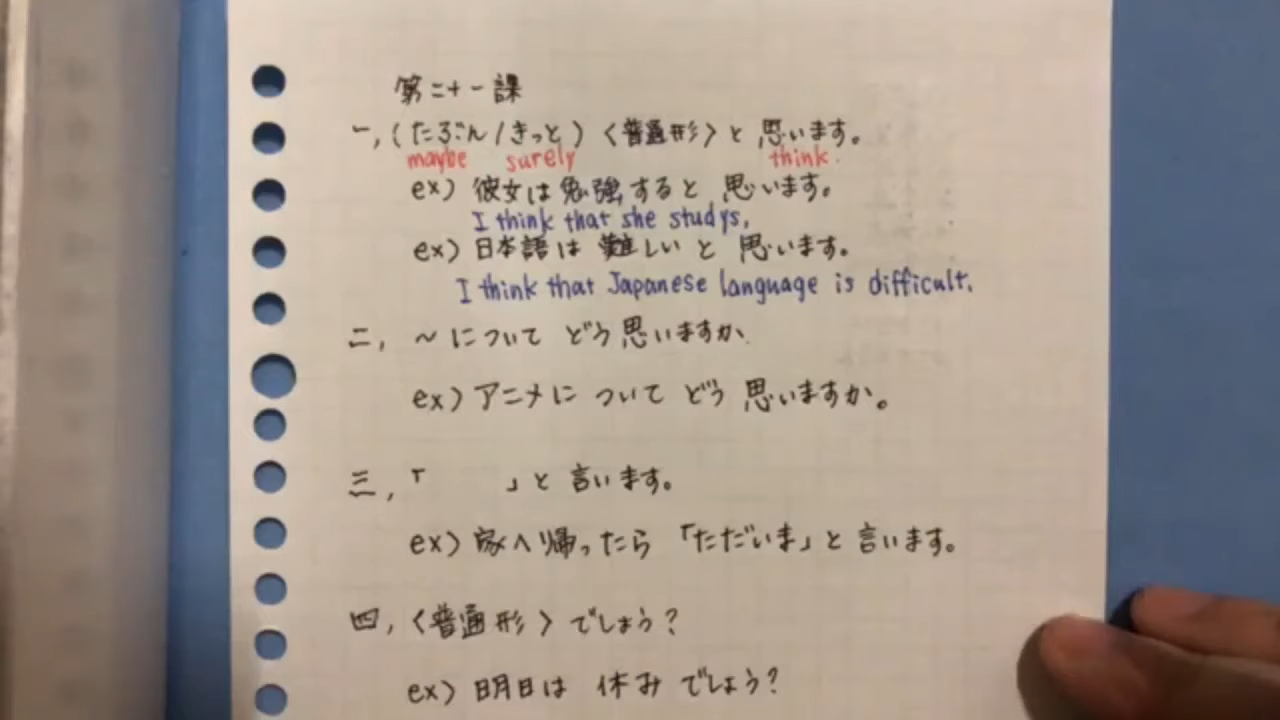 第二十一課
一,(たぶん/きっと)〈普通形〉と思います。
maybe surely think.
ex) 彼女は勉強すると思います。
I think that she studys.
ex) 日本語は難しいと思います。
I think that Japanese language is difficult.
二, ～についてどう思いますか
ex) アニメについてどう思いますか。
三,「 」と言います。
ex) 家へ帰ったら「ただいま」と言います。
四,〈普通形〉でしょう?
ex) 明日は休みでしょう?